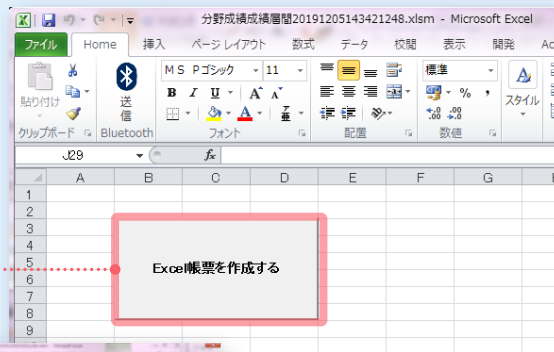 分野成績成績層間20191205143421248.xlsm - Microsoft Excel
ファイル Home 挿入 ページ レイアウト 数式 データ 校閲 表示 開発 Ac
MS Pゴシック 11 標準
B I U A A % ,
貼り付け 送信 A スタイル
クリップボード Bluetooth フォント 配置 数値
J29 fx
A B C D E F G
1
2
3
4
5
6
7
8
9
Excel帳票を作成する